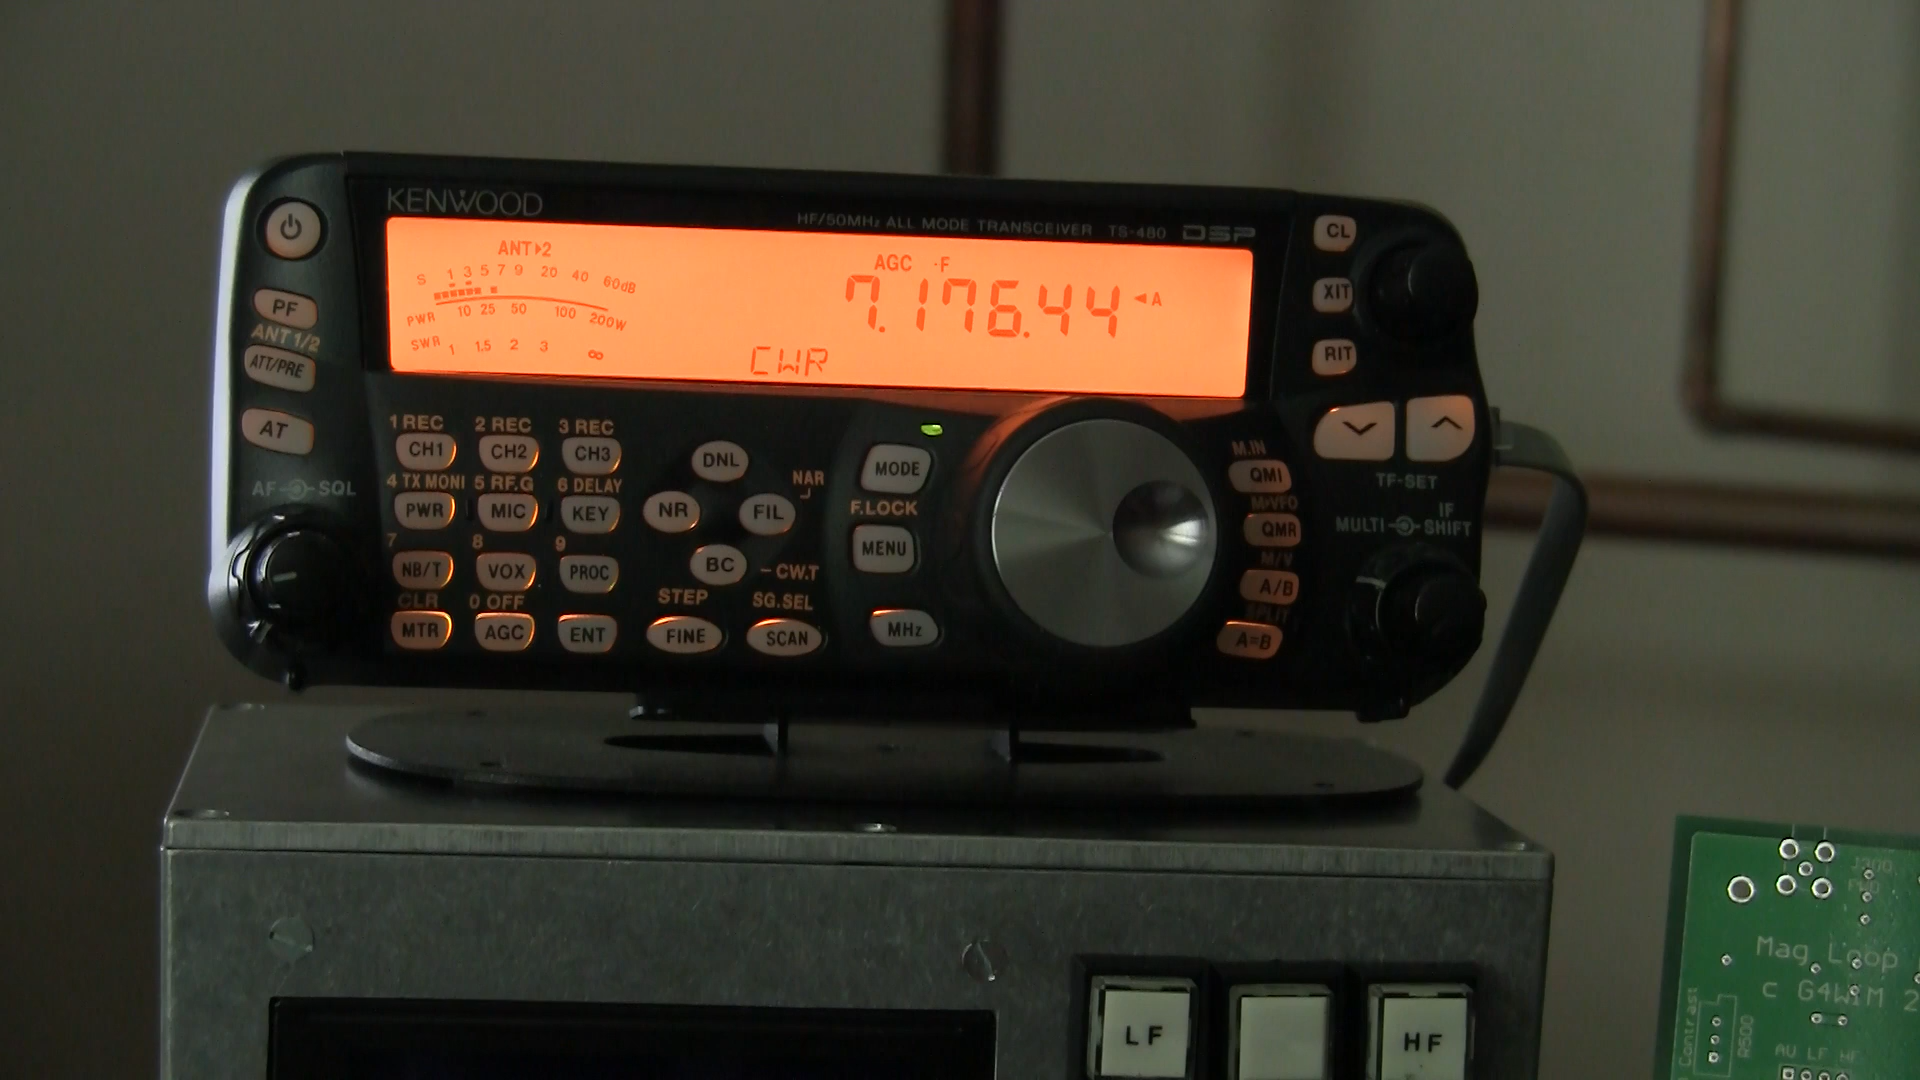 KENWOOD
HF/50MHz ALL MODE TRANSCEIVER TS-480 DSP
ANT▸2
S 1 3 5 7 9 20 40 60dB
PWR 10 25 50 100 200W
SWR 1 1.5 2 3 ∞
AGC -F
7.176.44 ◄A
CWR
PF
ANT 1/2
ATT/PRE
AT
AF SQL
1 REC 2 REC 3 REC
CH1 CH2 CH3
4 TX MONI 5 RF.G 6 DELAY
PWR MIC KEY
7 8 9
NB/T VOX PROC
CLR 0 OFF
MTR AGC ENT
DNL
NAR
NR FIL
BC
- CW.T
STEP SG.SEL
FINE SCAN
MODE
F.LOCK
MENU
MHz
M.IN
QMI
M▸VFO
QMR
M/V
A/B
SPLIT
A=B
CL
XIT
RIT
TF-SET
IF
MULTI SHIFT
LF
HF
Mag Loop
c G4WIM 2
Contrast
R500
AU LF HF